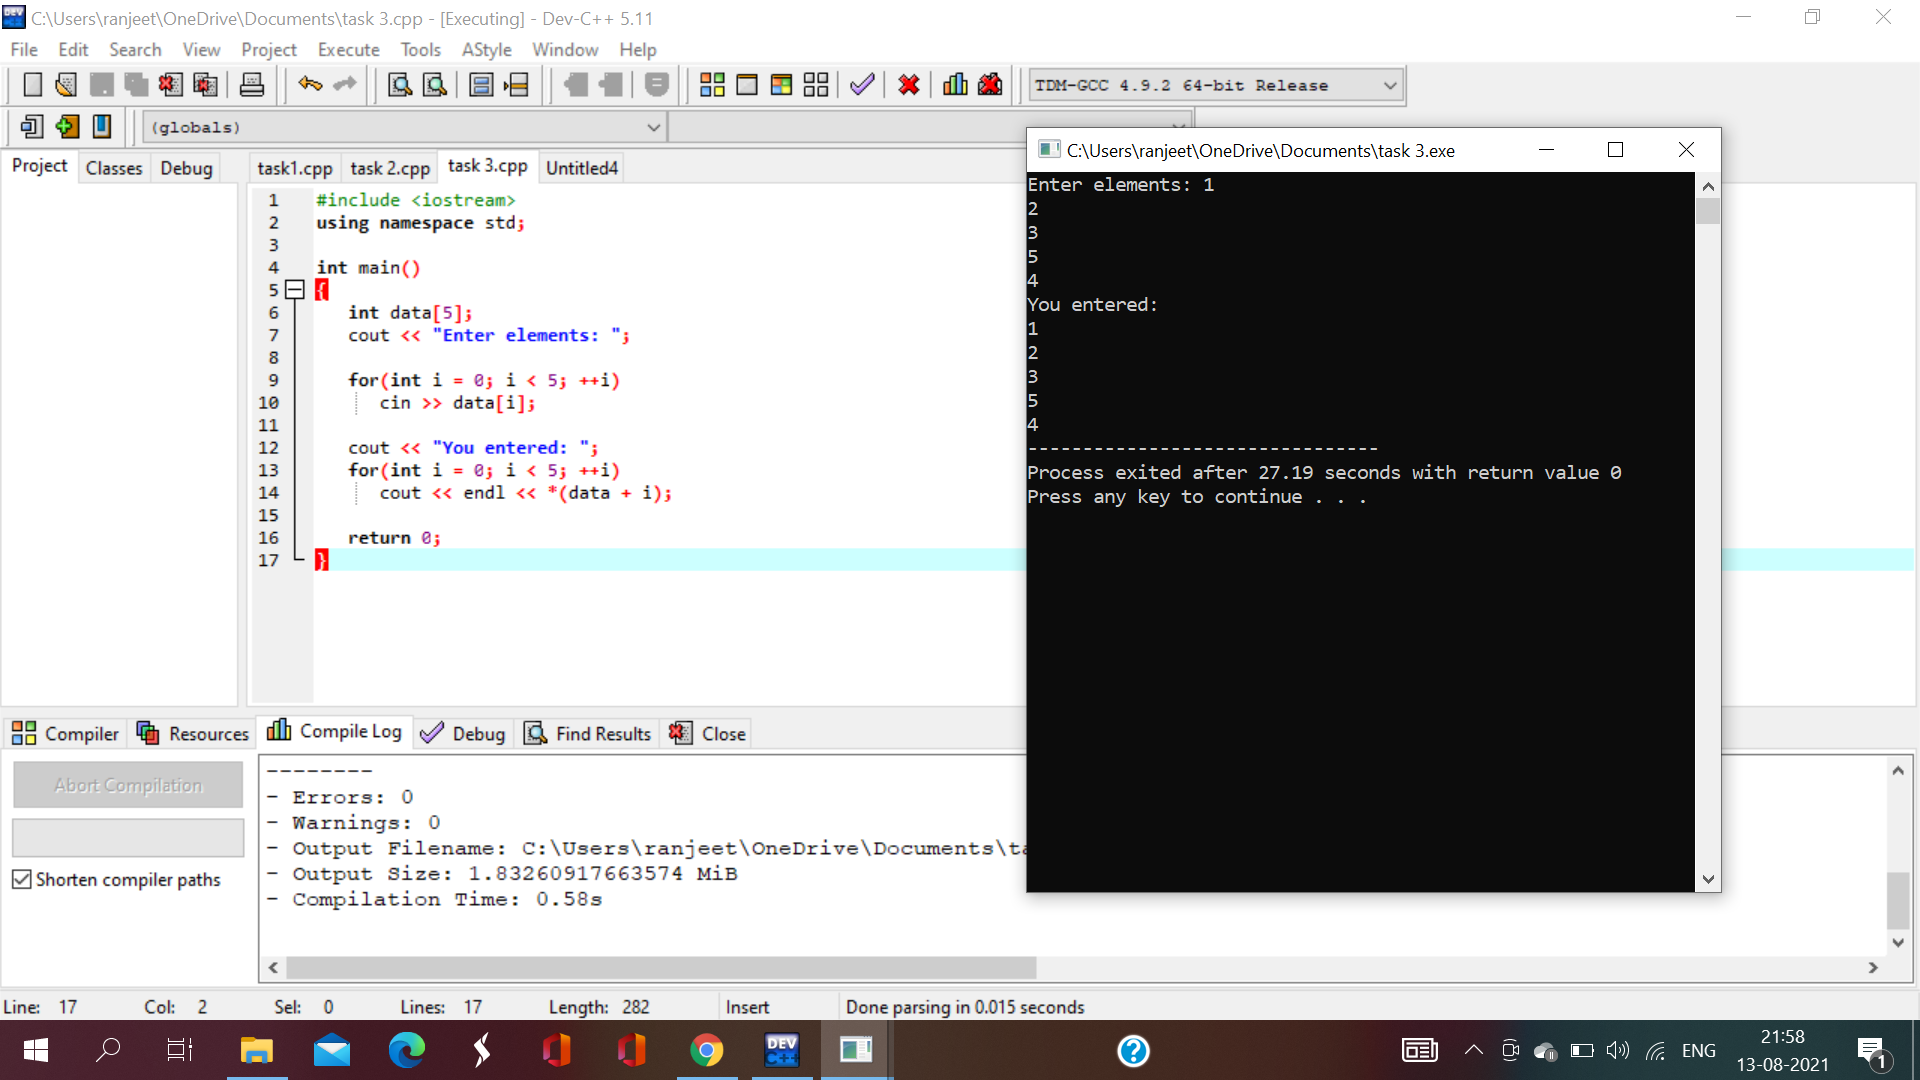 C:\Users\ranjeet\OneDrive\Documents\task 3.cpp - [Executing] - Dev-C++ 5.11
File Edit Search View Project Execute Tools AStyle Window Help
TDM-GCC 4.9.2 64-bit Release
(globals)
Project Classes Debug
task1.cpp task 2.cpp task 3.cpp Untitled4
1 #include <iostream>
2 using namespace std;
3
4 int main()
5 {
6 int data[5];
7 cout << "Enter elements: ";
8
9 for(int i = 0; i < 5; ++i)
10 cin >> data[i];
11
12 cout << "You entered: ";
13 for(int i = 0; i < 5; ++i)
14 cout << endl << *(data + i);
15
16 return 0;
17 }
C:\Users\ranjeet\OneDrive\Documents\task 3.exe
Enter elements: 1
2
3
5
4
You entered:
1
2
3
5
4
--------------------------------
Process exited after 27.19 seconds with return value 0
Press any key to continue . . .
Compiler Resources Compile Log Debug Find Results Close
Abort Compilation
Shorten compiler paths
--------
- Errors: 0
- Warnings: 0
- Output Filename: C:\Users\ranjeet\OneDrive\Documents\ta
- Output Size: 1.83260917663574 MiB
- Compilation Time: 0.58s
Line: 17 Col: 2 Sel: 0 Lines: 17 Length: 282 Insert Done parsing in 0.015 seconds
DEV C++
ENG
21:58
13-08-2021
1